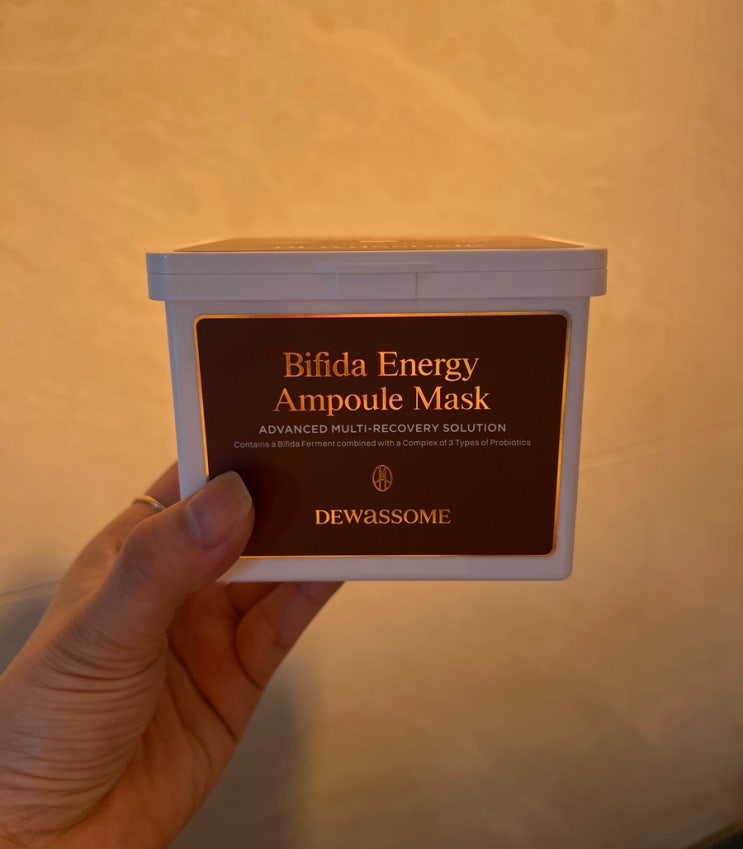 Bifida Energy
Ampoule Mask
ADVANCED MULTI-RECOVERY SOLUTION
Contains a Bifida Ferment combined with a Complex of 3 Types of Probiotics
DEWASSOME